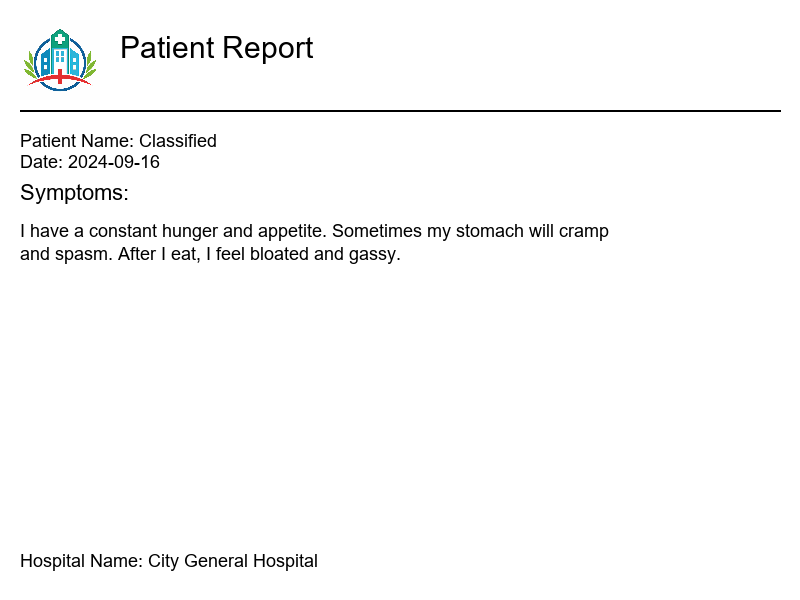 Patient Report
Patient Name: Classified
Date: 2024-09-16
Symptoms:
I have a constant hunger and appetite. Sometimes my stomach will cramp
and spasm. After I eat, I feel bloated and gassy.
Hospital Name: City General Hospital